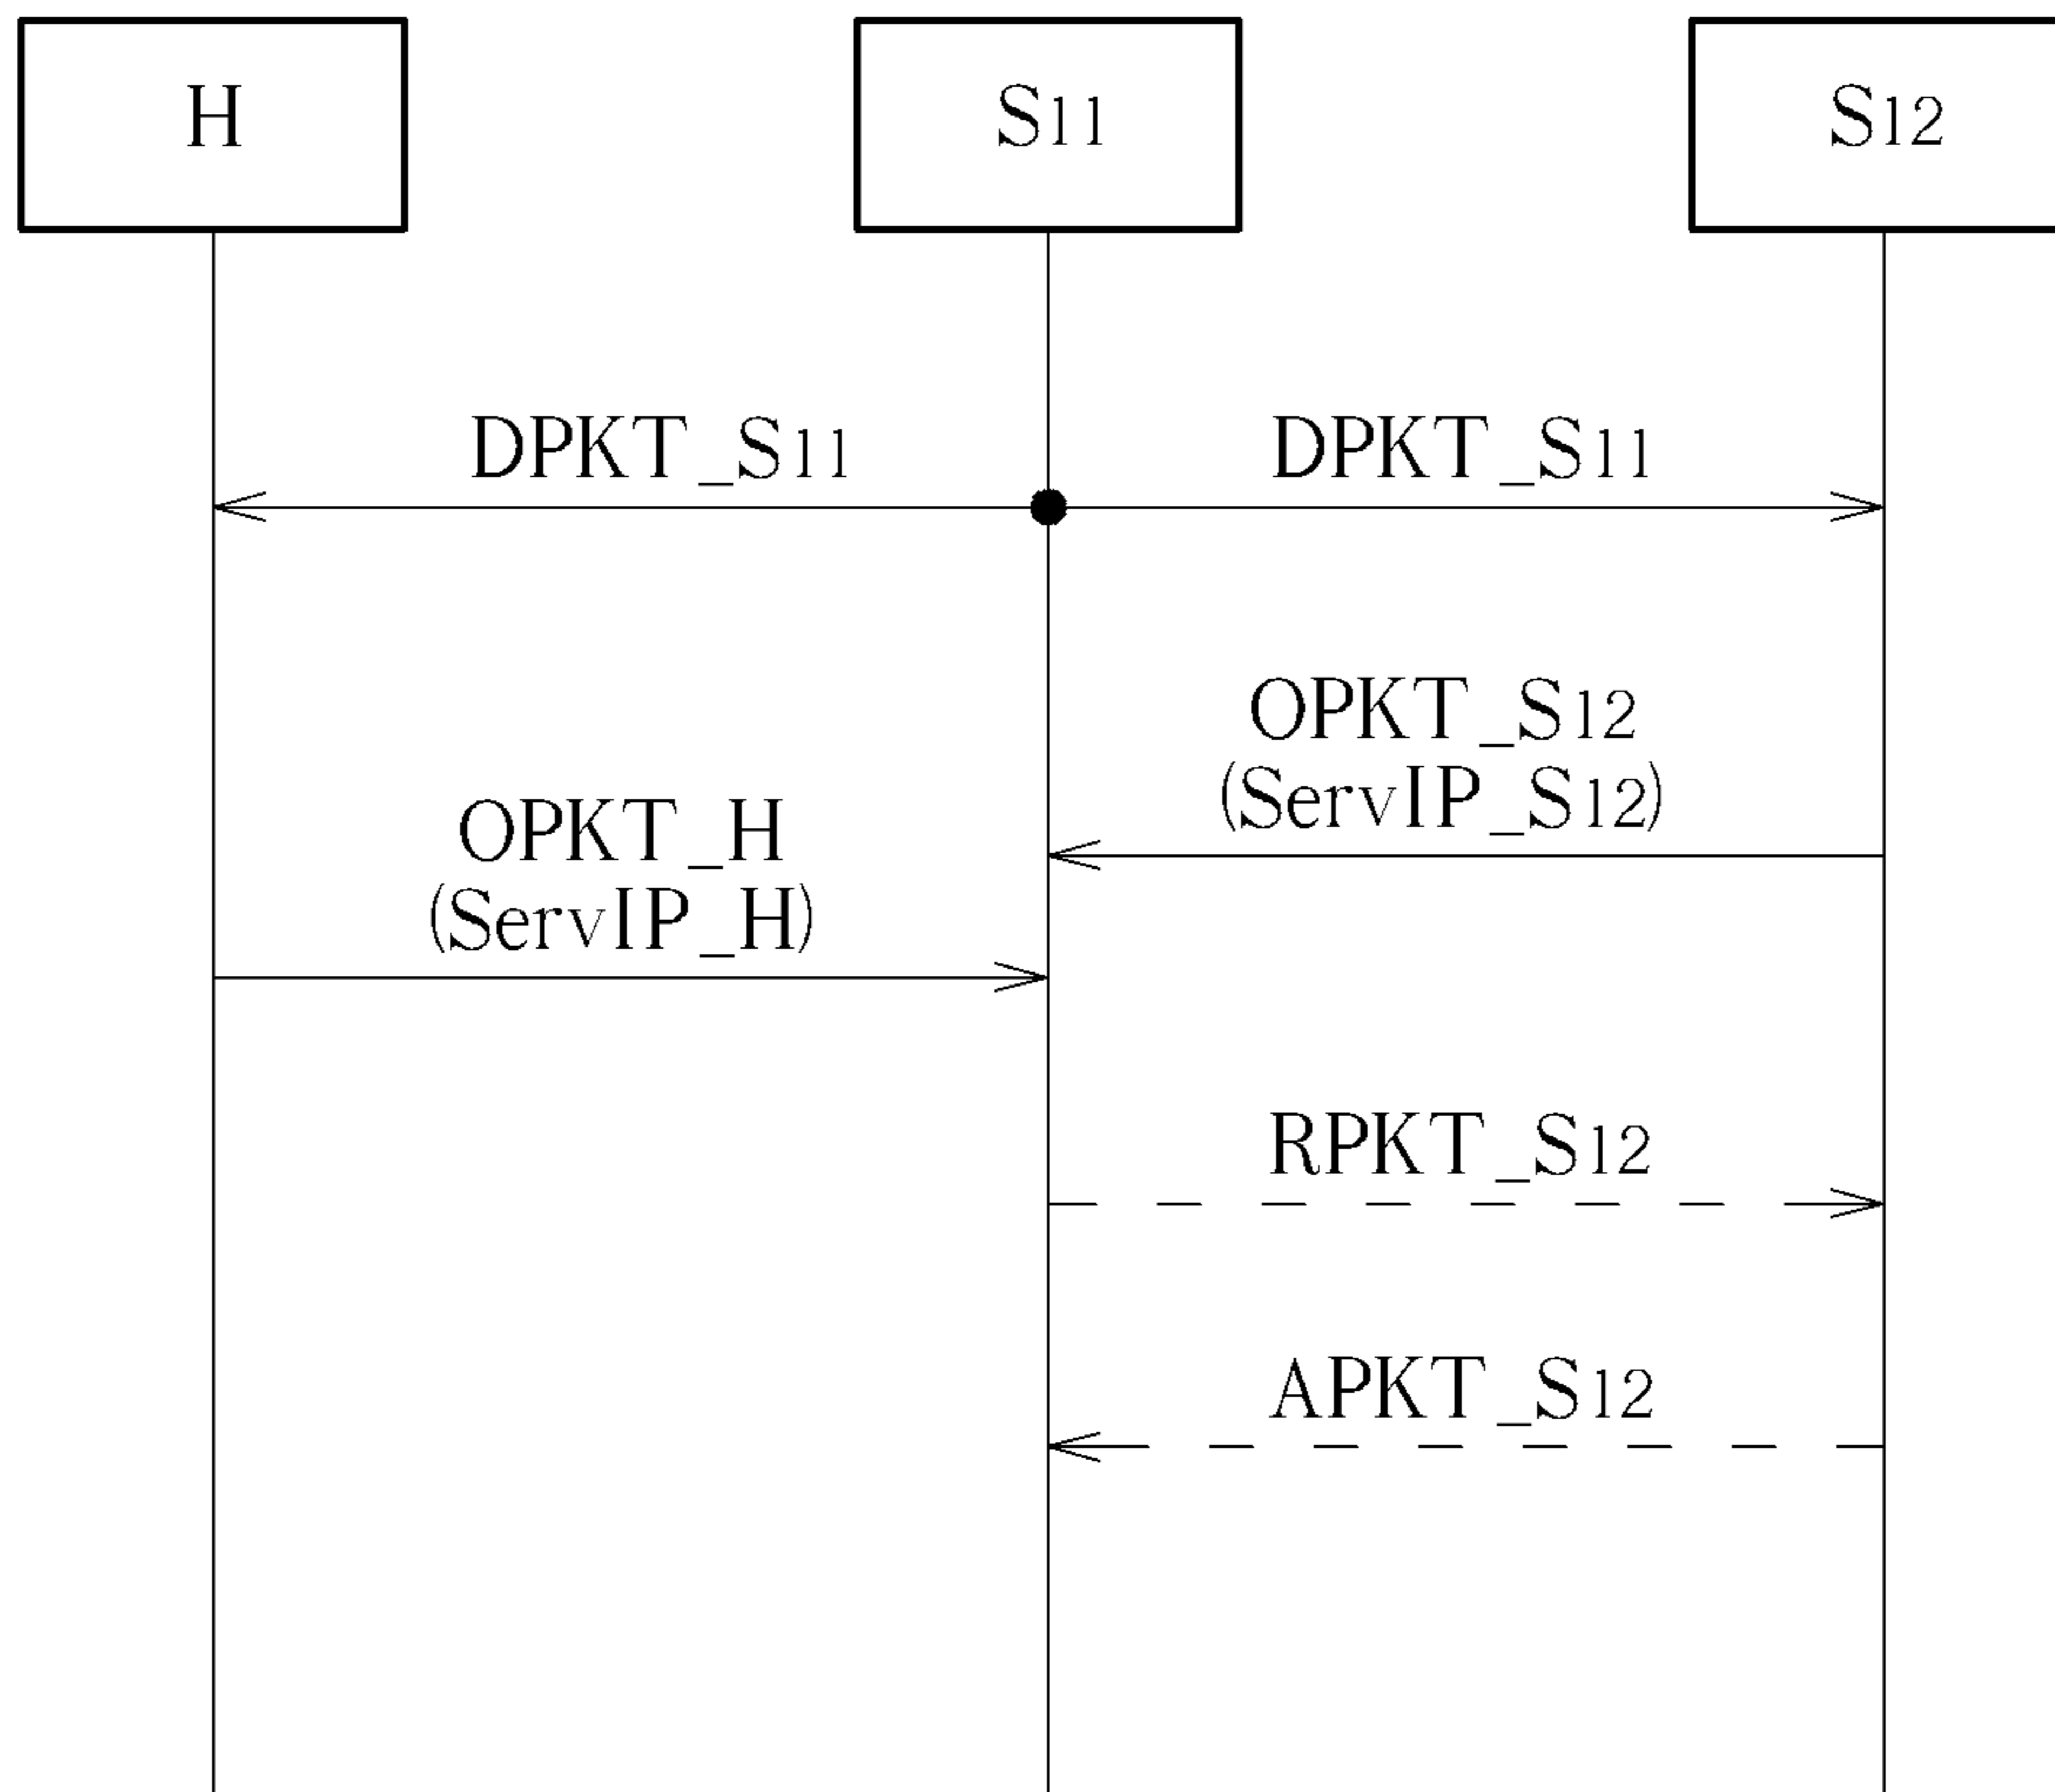 H
S11
S12
DPKT_S11
DPKT_S11
OPKT_S12
(ServIP_S12)
OPKT_H
(ServIP_H)
RPKT_S12
APKT_S12